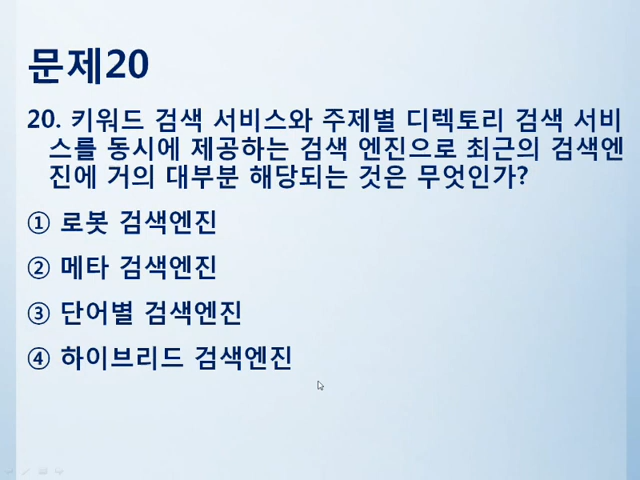 문제20
20. 키워드 검색 서비스와 주제별 디렉토리 검색 서비
스를 동시에 제공하는 검색 엔진으로 최근의 검색엔
진에 거의 대부분 해당되는 것은 무엇인가?
① 로봇 검색엔진
② 메타 검색엔진
③ 단어별 검색엔진
④ 하이브리드 검색엔진